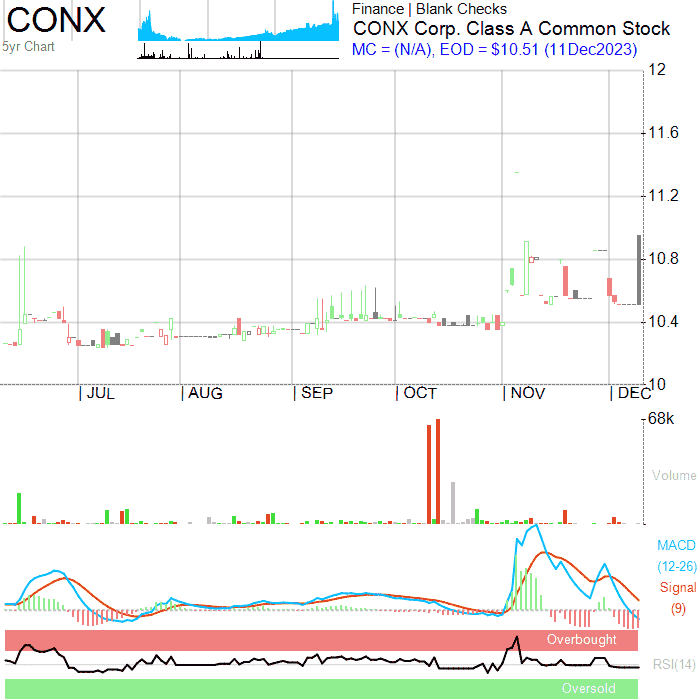 CONX
5yr Chart
Finance | Blank Checks
CONX Corp. Class A Common Stock
MC = (N/A), EOD = $10.51 (11Dec2023)
12
11.6
11.2
10.8
10.4
10
JUL
AUG
SEP
OCT
NOV
DEC
68k
Volume
MACD
(12-26)
Signal
(9)
Overbought
RSI(14)
Oversold